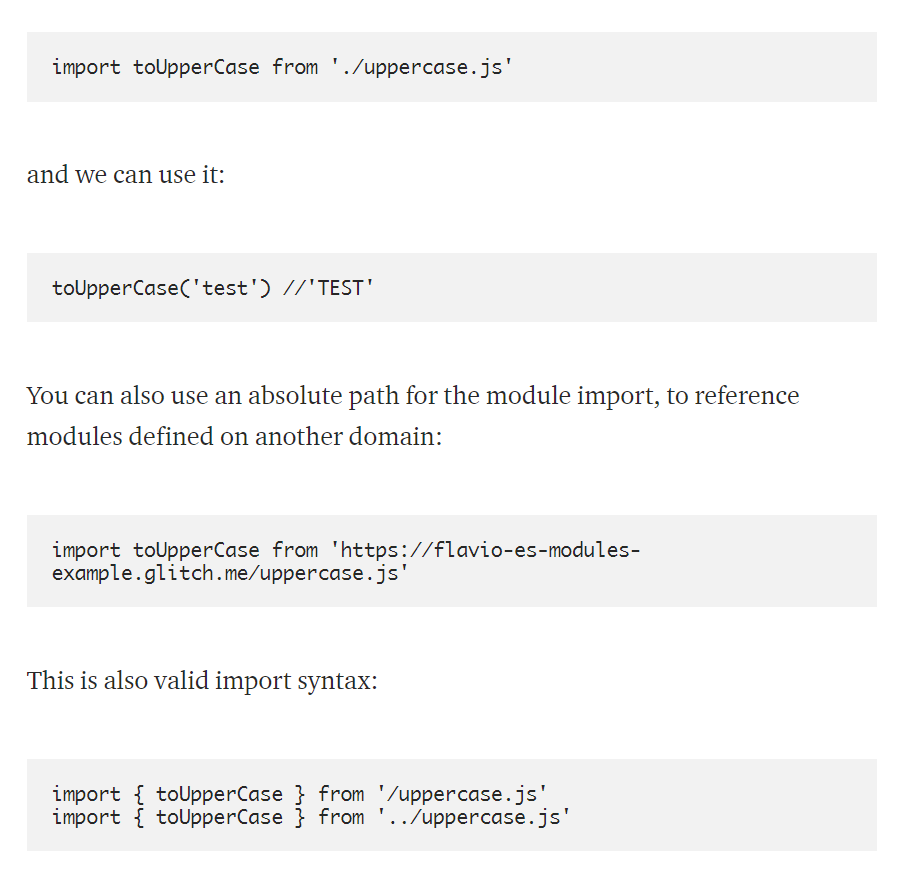 import toUpperCase from './uppercase.js'
and we can use it:
toUpperCase('test') //'TEST'
You can also use an absolute path for the module import, to reference
modules defined on another domain:
import toUpperCase from 'https://flavio-es-modules-
example.glitch.me/uppercase.js'
This is also valid import syntax:
import { toUpperCase } from '/uppercase.js'
import { toUpperCase } from '../uppercase.js'